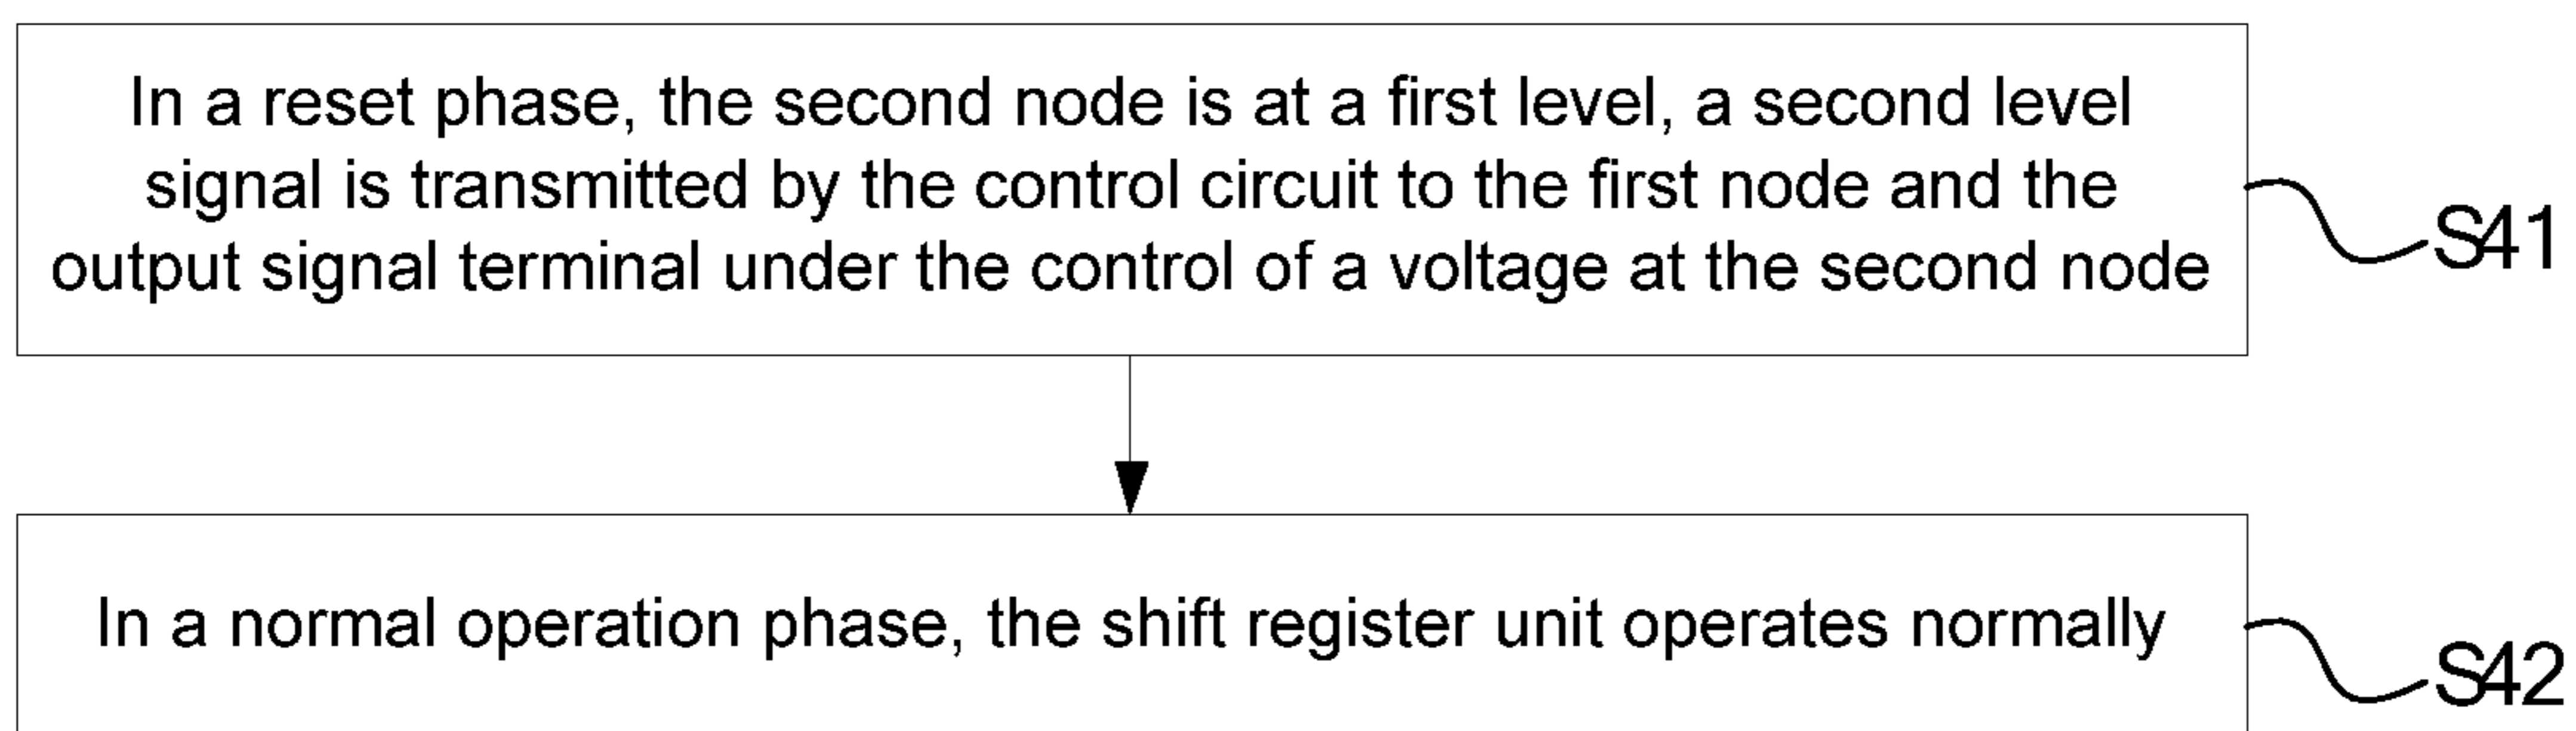 In a reset phase, the second node is at a first level, a second level
signal is transmitted by the control circuit to the first node and the
output signal terminal under the control of a voltage at the second node
S41
In a normal operation phase, the shift register unit operates normally
S42